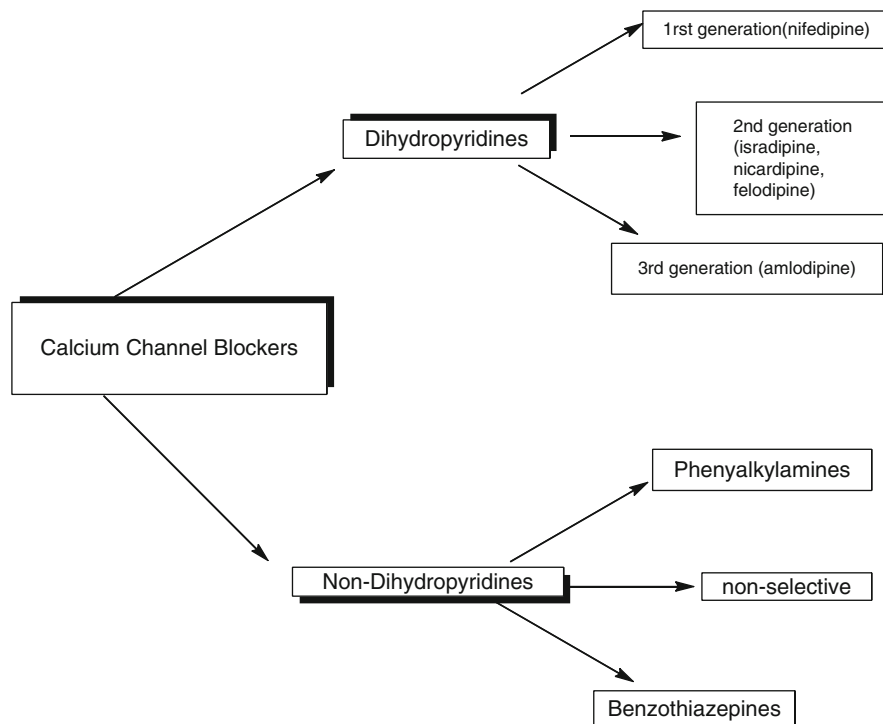 1rst generation(nifedipine)
Dihydropyridines
2nd generation
(isradipine,
nicardipine,
felodipine)
3rd generation (amlodipine)
Calcium Channel Blockers
Phenyalkylamines
Non-Dihydropyridines
non-selective
Benzothiazepines